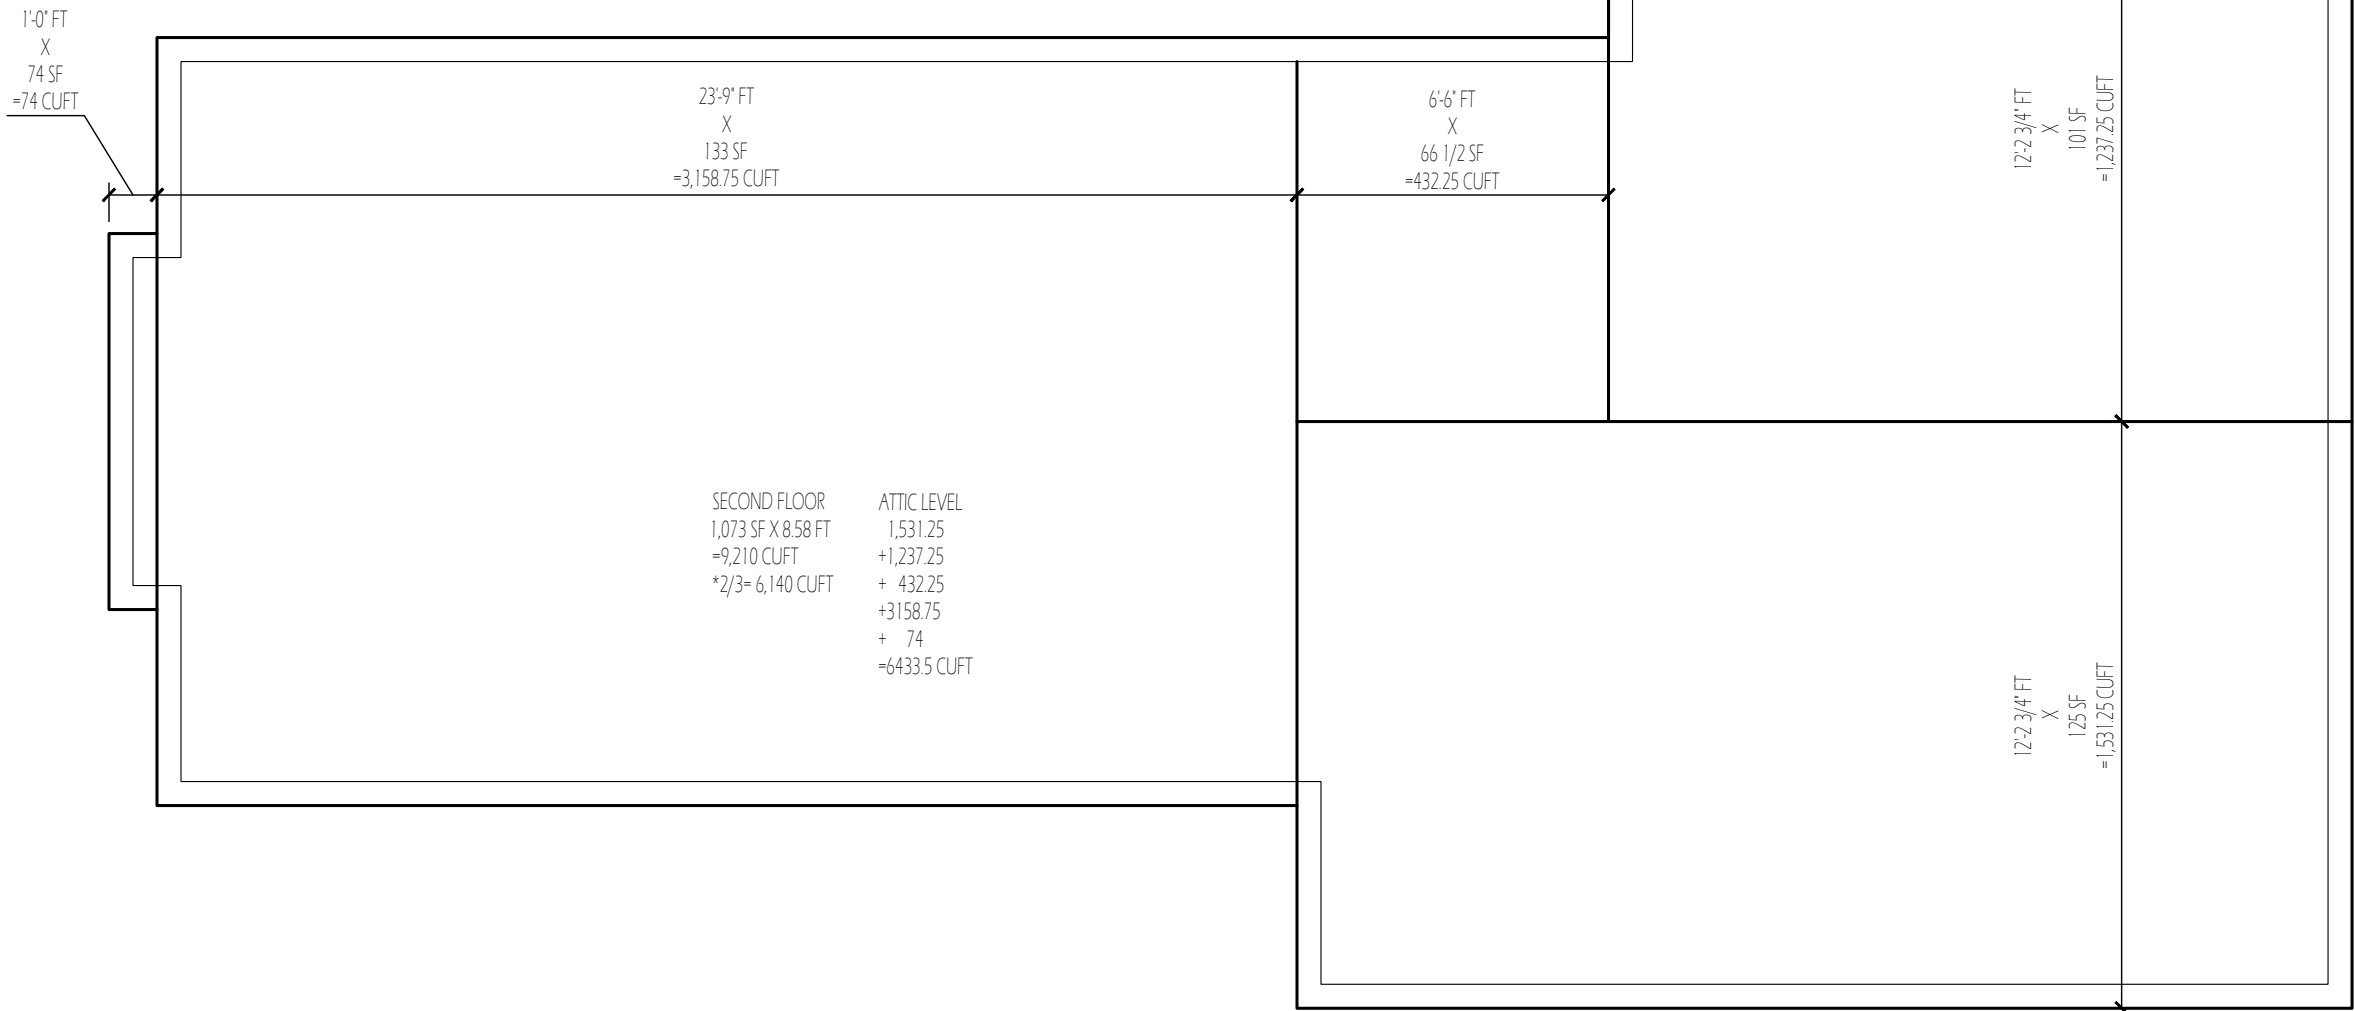 1'-0" FT
X
74 SF
=74 CUFT
23'-9" FT
X
133 SF
=3,158.75 CUFT
6'-6" FT
X
66 1/2 SF
=432.25 CUFT
12'-2 3/4" FT
X
101 SF
=1,237.25 CUFT
SECOND FLOOR
1,073 SF X 8.58 FT
=9,210 CUFT
*2/3= 6,140 CUFT
ATTIC LEVEL
1,531.25
+1,237.25
+ 432.25
+3158.75
+ 74
=6433.5 CUFT
12'-2 3/4" FT
X
125 SF
=1,531.25 CUFT